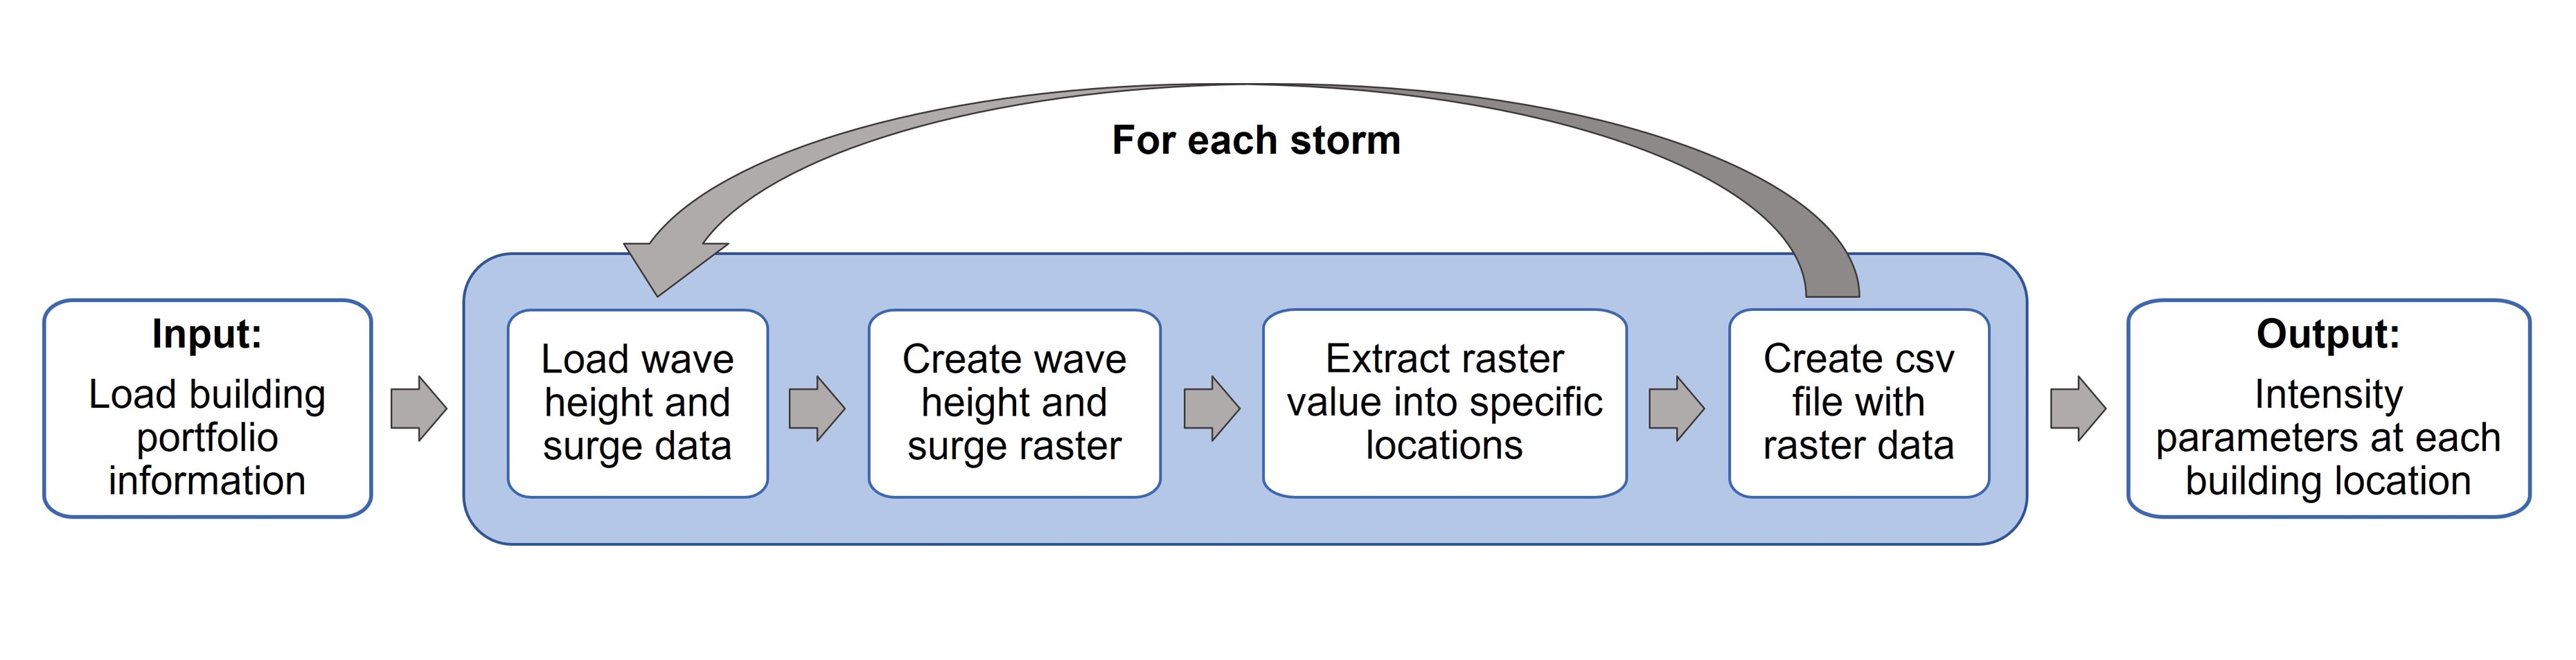 For each storm
Input:
Load building
portfolio
information
Load wave
height and
surge data
Create wave
height and
surge raster
Extract raster
value into specific
locations
Create csv
file with
raster data
Output:
Intensity
parameters at each
building location